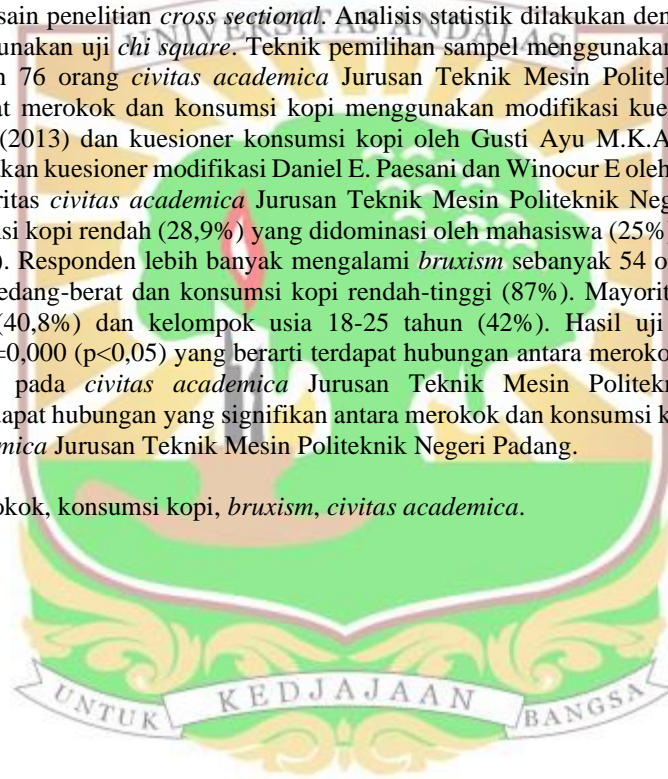 sain penelitian cross sectional. Analisis statistik dilakukan den
unakan uji chi square. Teknik pemilihan sampel menggunakan
n 76 orang civitas academica Jurusan Teknik Mesin Politek
at merokok dan konsumsi kopi menggunakan modifikasi kue
(2013) dan kuesioner konsumsi kopi oleh Gusti Ayu M.K.A
akan kuesioner modifikasi Daniel E. Paesani dan Winocur E oleh
ritas civitas academica Jurusan Teknik Mesin Politeknik Neg
si kopi rendah (28,9%) yang didominasi oleh mahasiswa (25%
). Responden lebih banyak mengalami bruxism sebanyak 54 o
edang-berat dan konsumsi kopi rendah-tinggi (87%). Mayorit
(40,8%) dan kelompok usia 18-25 tahun (42%). Hasil uji
=0,000 (p<0,05) yang berarti terdapat hubungan antara meroko
pada civitas academica Jurusan Teknik Mesin Politekn
dapat hubungan yang signifikan antara merokok dan konsumsi k
mica Jurusan Teknik Mesin Politeknik Negeri Padang.
okok, konsumsi kopi, bruxism, civitas academica.
UNTUK KEDJAJAAN BANGSA